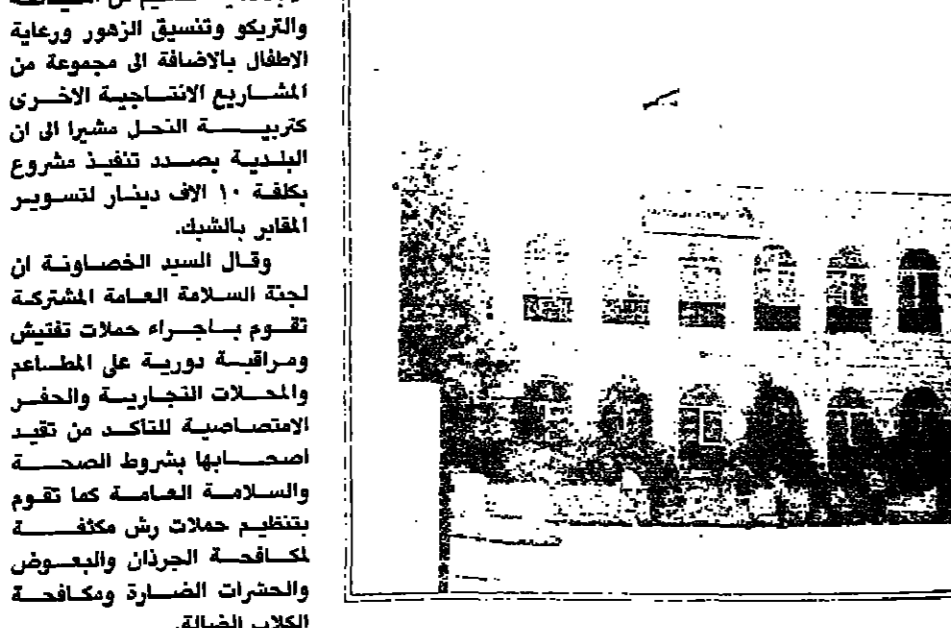 والتريكو وتنسيق الزهور ورعاية
الاطفال بالاضافة الى مجموعة من
المشاريع الانتاجية الاخرى
كتربية النحل مشيرا الى ان
البلدية بصدد تنفيذ مشروع
بكلفة ١٠ الاف دينار لتسوير
المقابر بالشبك.
وقال السيد الخصاونة ان
لجنة السلامة العامة المشتركة
تقوم باجراء حملات تفتيش
ومراقبة دورية على المطاعم
والمحلات التجارية والحفر
الامتصاصية للتاكد من تقيد
اصحابها بشروط الصحة
والسلامة العامة كما تقوم
بتنظيم حملات رش مكثفة
لمكافحة الجرذان والبعوض
والحشرات الضارة ومكافحة
الكلاب الضالة.